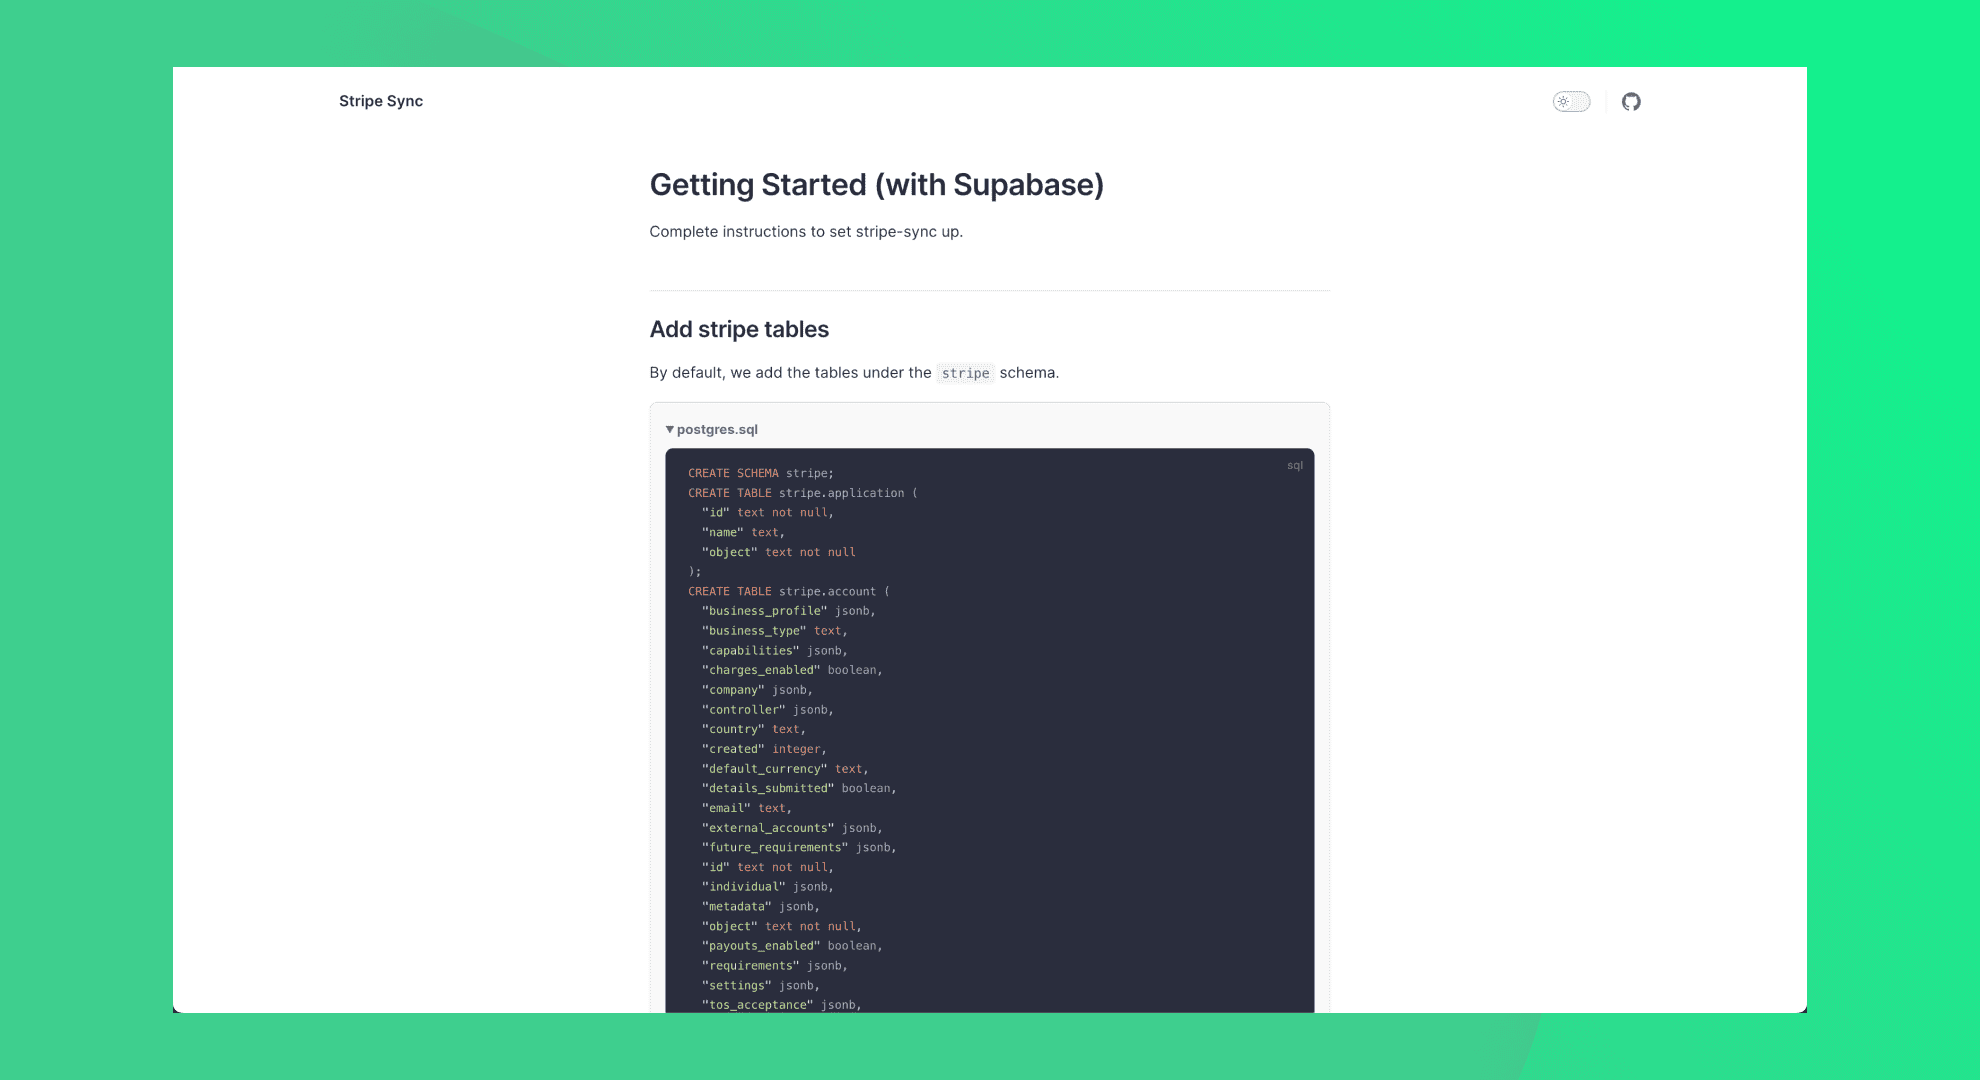 Stripe Sync
Getting Started (with Supabase)
Complete instructions to set stripe-sync up.
Add stripe tables
By default, we add the tables under the stripe schema.
▼ postgres.sql
sql
CREATE SCHEMA stripe;
CREATE TABLE stripe.application (
  "id" text not null,
  "name" text,
  "object" text not null
);
CREATE TABLE stripe.account (
  "business_profile" jsonb,
  "business_type" text,
  "capabilities" jsonb,
  "charges_enabled" boolean,
  "company" jsonb,
  "controller" jsonb,
  "country" text,
  "created" integer,
  "default_currency" text,
  "details_submitted" boolean,
  "email" text,
  "external_accounts" jsonb,
  "future_requirements" jsonb,
  "id" text not null,
  "individual" jsonb,
  "metadata" jsonb,
  "object" text not null,
  "payouts_enabled" boolean,
  "requirements" jsonb,
  "settings" jsonb,
  "tos_acceptance" jsonb,